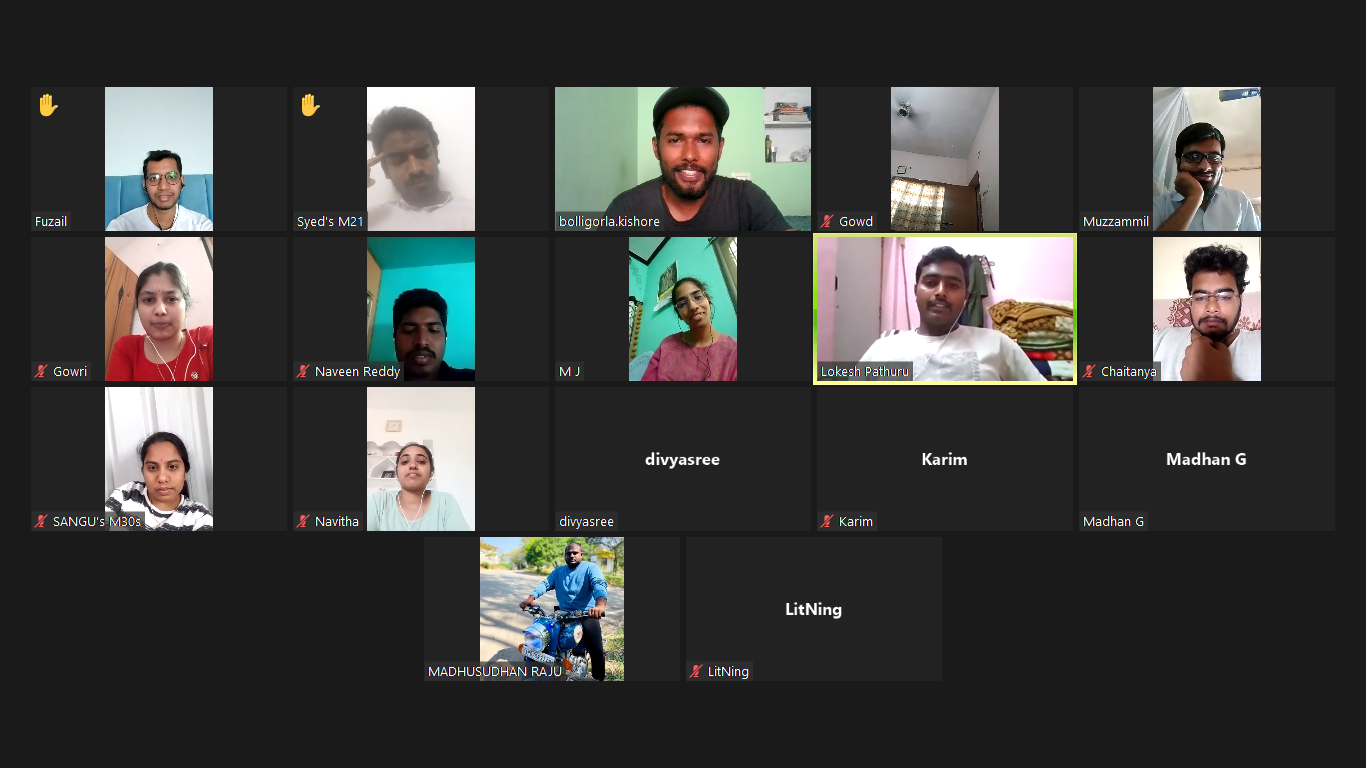 Fuzail
Syed's M21
bolligorla.kishore
Gowd
Muzzammil
Gowri
Naveen Reddy
M J
Lokesh Pathuru
Chaitanya
SANGU's M30s
Navitha
divyasree
divyasree
Karim
Karim
Madhan G
Madhan G
MADHUSUDHAN RAJU
LitNing
LitNing